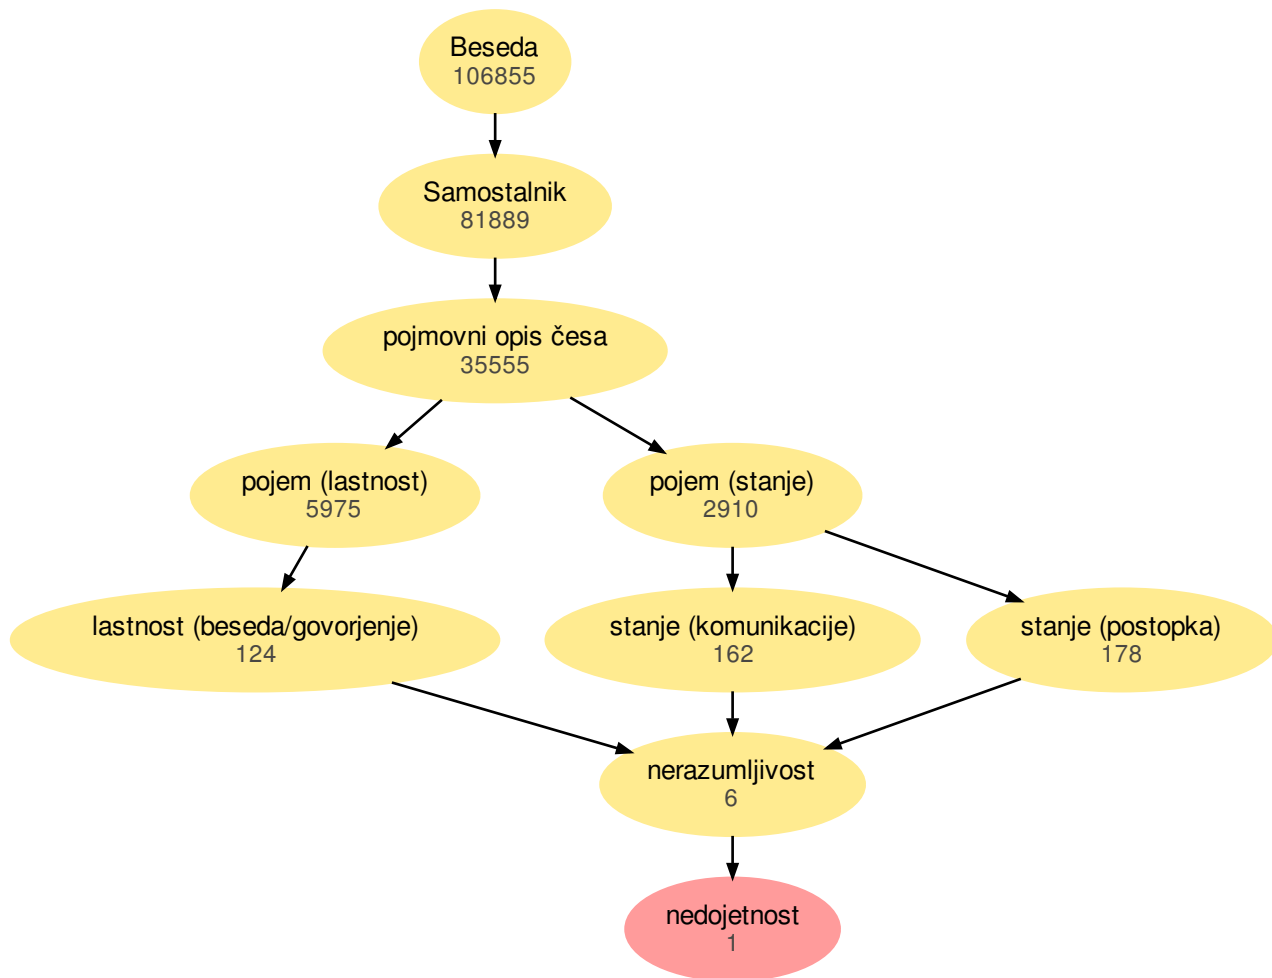 Beseda
106855
Samostalnik
81889
pojmovni opis česa
35555
pojem (lastnost)
5975
pojem (stanje)
2910
lastnost (beseda/govorjenje)
124
stanje (komunikacije)
162
stanje (postopka)
178
nerazumljivost
6
nedojetnost
1